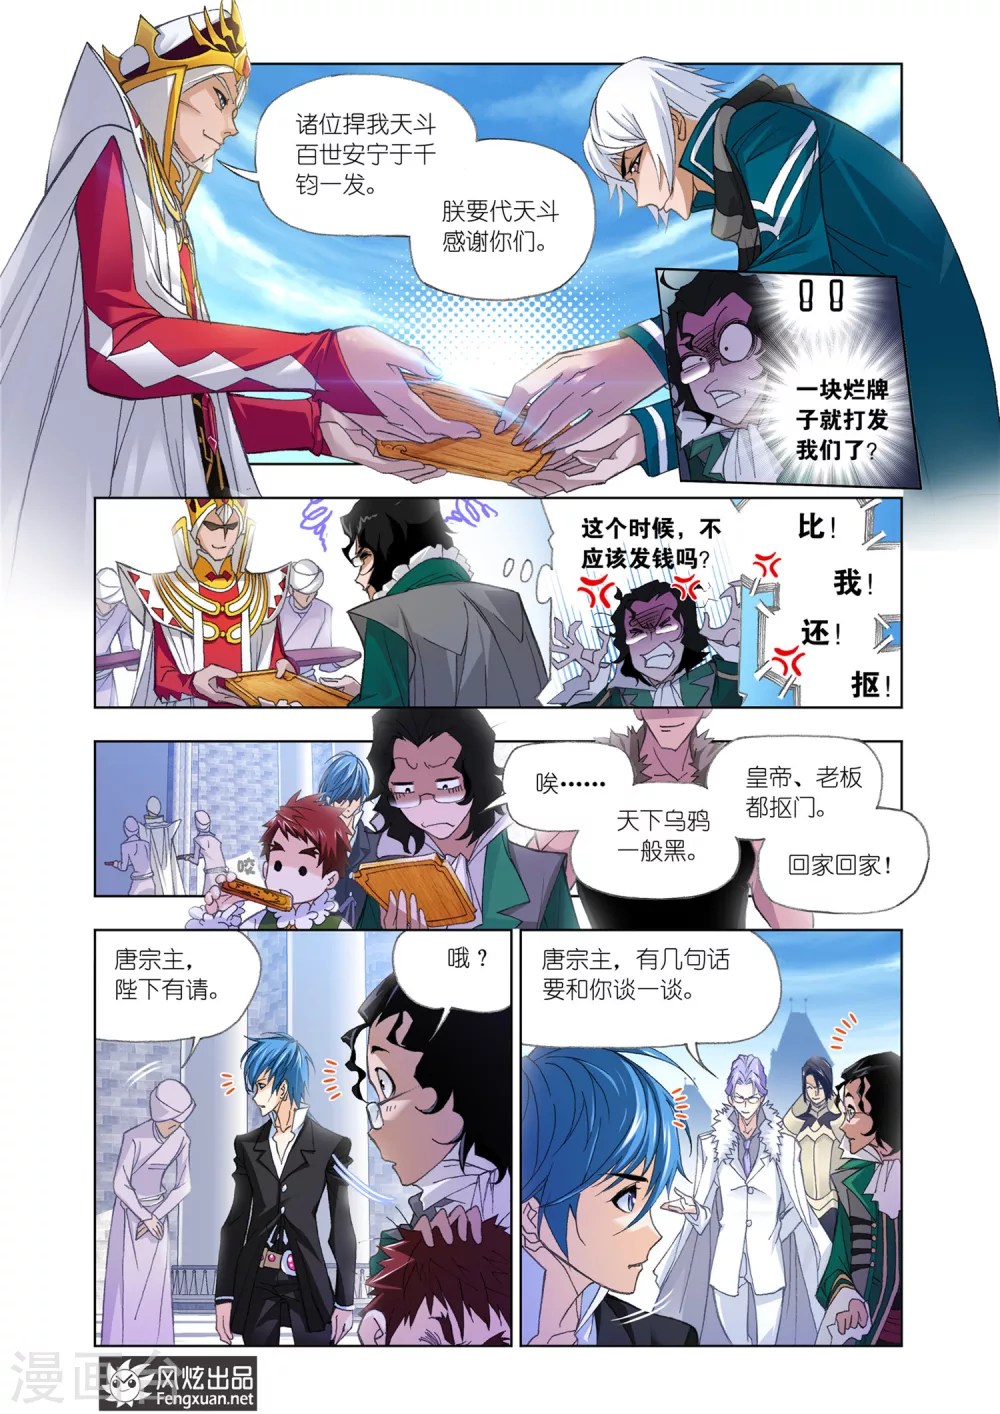 诸位捍我天斗
百世安宁于千
钧一发。
朕要代天斗
感谢你们。
!!
一块烂牌
子就打发
我们了?
这个时候，不
应该发钱吗?
比!
我!
还!
抠!
唉……
天下乌鸦
一般黑。
皇帝、老板
都抠门。
回家回家!
咬
唐宗主，
陛下有请。
哦?
唐宗主，有几句话
要和你谈一谈。
漫画台
风炫出品
Fengxuan.net